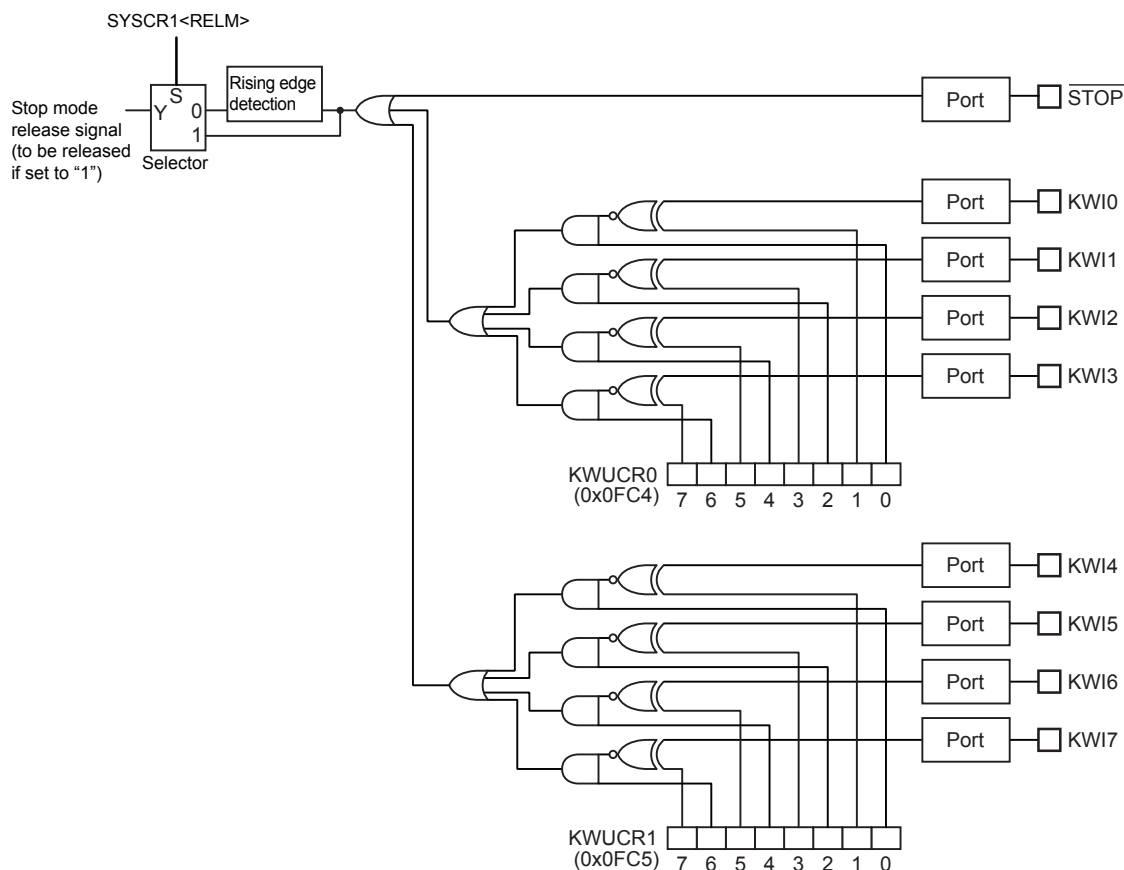 SYSCR1<RELM>
Stop mode
release signal
(to be released
if set to “1”)
S
Y
0
1
Selector
Rising edge
detection
Port
STOP
Port
KWI0
Port
KWI1
Port
KWI2
Port
KWI3
KWUCR0
(0x0FC4)
7 6 5 4 3 2 1 0
Port
KWI4
Port
KWI5
Port
KWI6
Port
KWI7
KWUCR1
(0x0FC5)
7 6 5 4 3 2 1 0